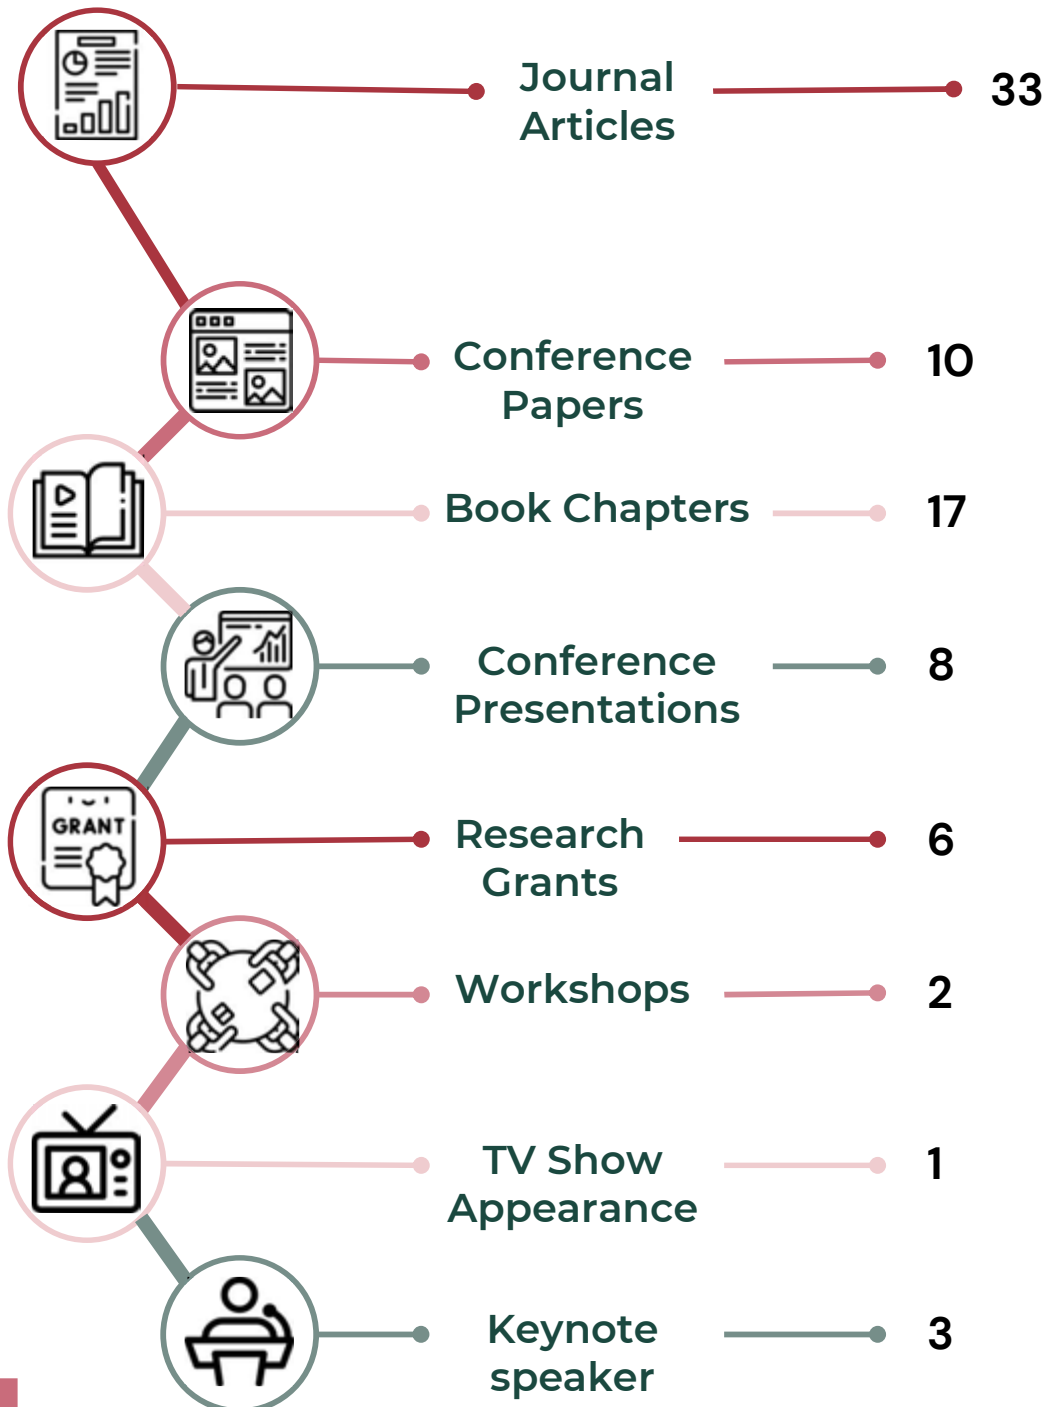 Journal
Articles
33
Conference
Papers
10
Book Chapters
17
Conference
Presentations
8
GRANT
Research
Grants
6
Workshops
2
TV Show
Appearance
1
Keynote
speaker
3